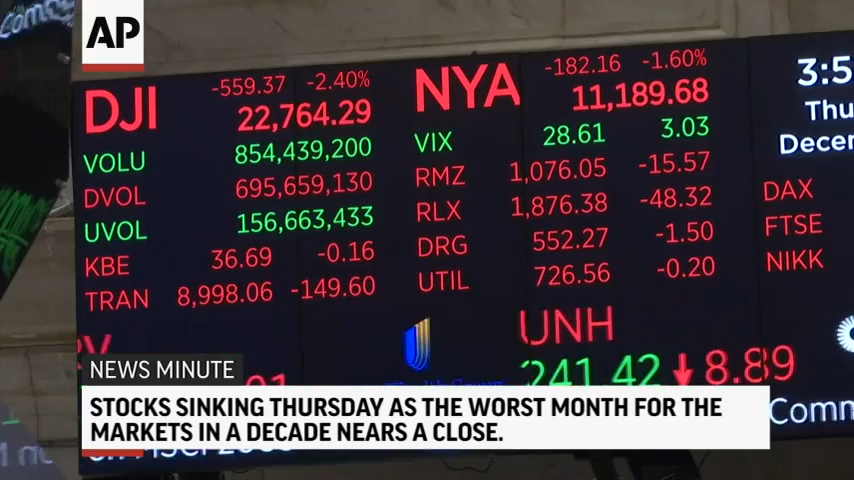 AP
DJI -559.37 -2.40%
22,764.29
VOLU 854,439,200
DVOL 695,659,130
UVOL 156,663,433
KBE 36.69 -0.16
TRAN 8,998.06 -149.60
NYA -182.16 -1.60%
11,189.68
VIX 28.61 3.03
RMZ 1,076.05 -15.57
RLX 1,876.38 -48.32
DRG 552.27 -1.50
UTIL 726.56 -0.20
UNH
241.42 8.89
3:5
Thu
Decem
DAX
FTSE
NIKK
Comm
NEWS MINUTE
STOCKS SINKING THURSDAY AS THE WORST MONTH FOR THE
MARKETS IN A DECADE NEARS A CLOSE.